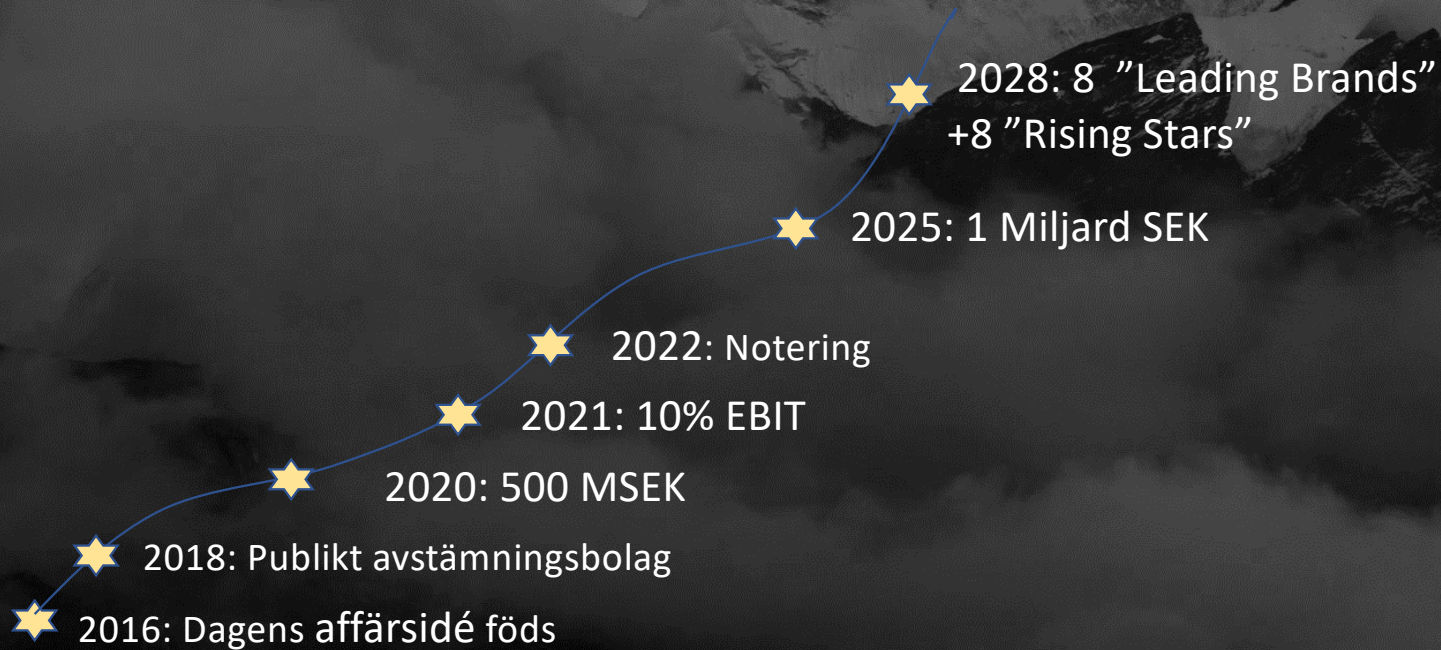 2028: 8 ”Leading Brands”
+8 ”Rising Stars”
2025: 1 Miljard SEK
2022: Notering
2021: 10% EBIT
2020: 500 MSEK
2018: Publikt avstämningsbolag
2016: Dagens affärsidé föds